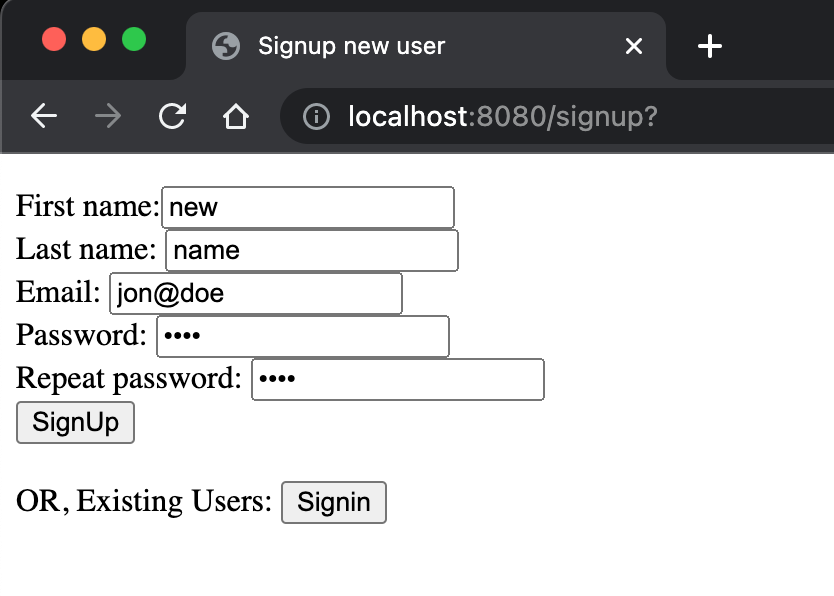 Signup new user
localhost:8080/signup?
First name: new
Last name: name
Email: jon@doe
Password: ••••
Repeat password: ••••
SignUp
OR, Existing Users: Signin